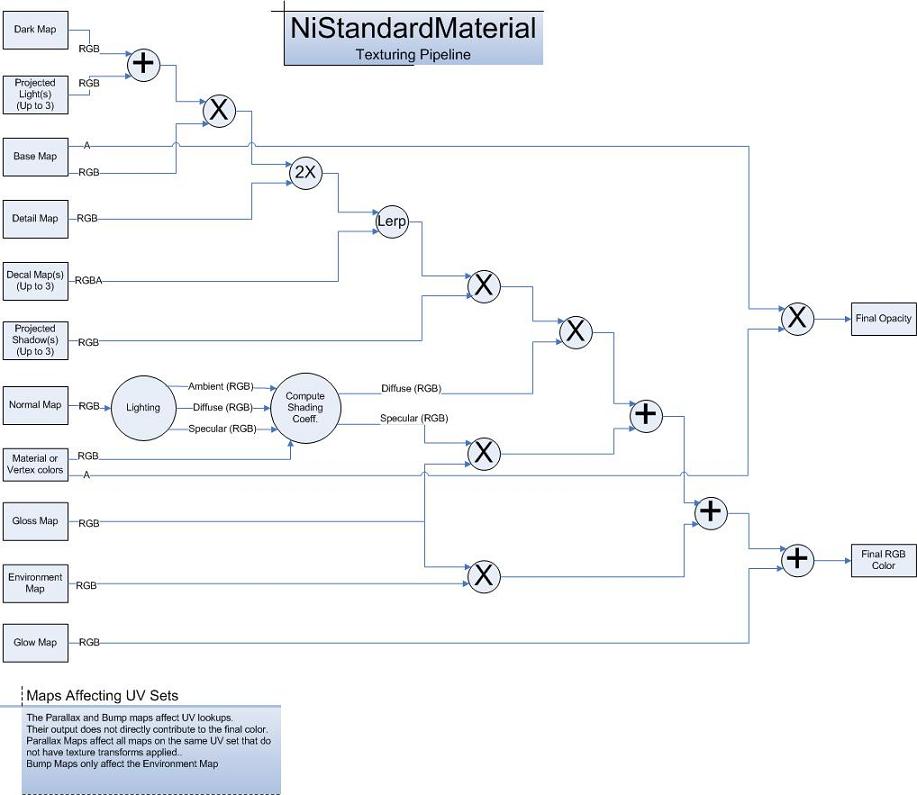 NiStandardMaterial
Texturing Pipeline
Dark Map
RGB
+
Projected
Light(s)
(Up to 3)
RGB
X
Base Map
A
RGB
2X
Detail Map
RGB
Lerp
Decal Map(s)
(Up to 3)
RGBA
X
Projected
Shadow(s)
(Up to 3)
RGB
X
X
Final Opacity
Normal Map
RGB
Lighting
Ambient (RGB)
Diffuse (RGB)
Specular (RGB)
Compute
Shading
Coeff.
Diffuse (RGB)
Specular (RGB)
+
X
Material or
Vertex colors
RGB
A
Gloss Map
RGB
+
Environment
Map
RGB
X
+
Final RGB
Color
Glow Map
RGB
Maps Affecting UV Sets
The Parallax and Bump maps affect UV lookups.
Their output does not directly contribute to the final color.
Parallax Maps affect all maps on the same UV set that do
not have texture transforms applied..
Bump Maps only affect the Environment Map